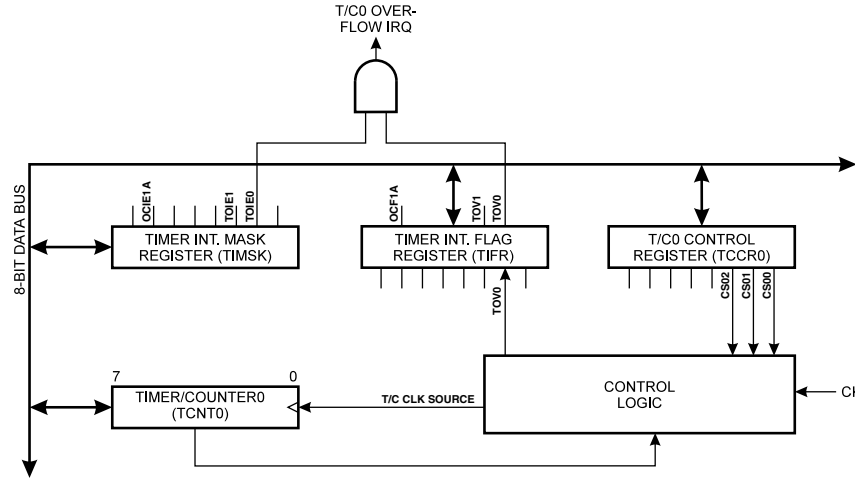 T/C0 OVER-
FLOW IRQ
8-BIT DATA BUS
OCIE1A
TOIE1
TOIE0
OCF1A
TOV1
TOV0
TIMER INT. MASK
REGISTER (TIMSK)
TIMER INT. FLAG
REGISTER (TIFR)
T/C0 CONTROL
REGISTER (TCCR0)
TOV0
CS02
CS01
CS00
7
0
TIMER/COUNTER0
(TCNT0)
T/C CLK SOURCE
CONTROL
LOGIC